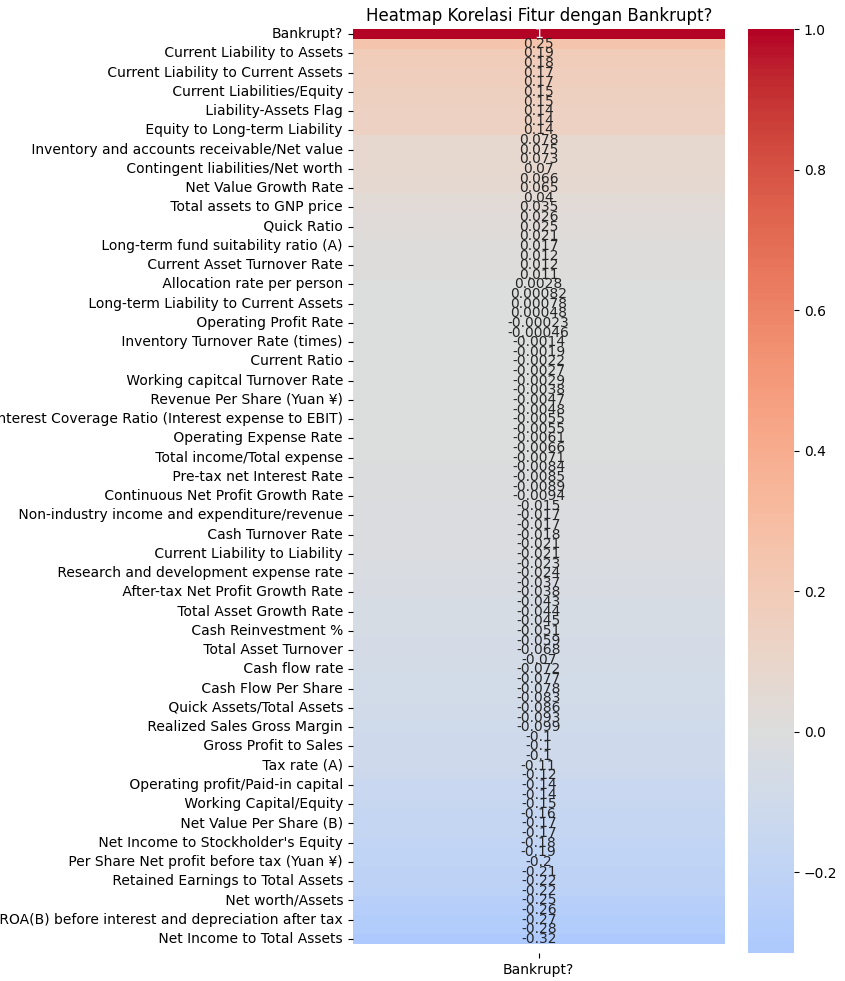 Heatmap Korelasi Fitur dengan Bankrupt?
Bankrupt?
Current Liability to Assets
Current Liability to Current Assets
Current Liabilities/Equity
Liability-Assets Flag
Equity to Long-term Liability
Inventory and accounts receivable/Net value
Contingent liabilities/Net worth
Net Value Growth Rate
Total assets to GNP price
Quick Ratio
Long-term fund suitability ratio (A)
Current Asset Turnover Rate
Allocation rate per person
Long-term Liability to Current Assets
Operating Profit Rate
Inventory Turnover Rate (times)
Current Ratio
Working capitcal Turnover Rate
Revenue Per Share (Yuan ¥)
nterest Coverage Ratio (Interest expense to EBIT)
Operating Expense Rate
Total income/Total expense
Pre-tax net Interest Rate
Continuous Net Profit Growth Rate
Non-industry income and expenditure/revenue
Cash Turnover Rate
Current Liability to Liability
Research and development expense rate
After-tax Net Profit Growth Rate
Total Asset Growth Rate
Cash Reinvestment %
Total Asset Turnover
Cash flow rate
Cash Flow Per Share
Quick Assets/Total Assets
Realized Sales Gross Margin
Gross Profit to Sales
Tax rate (A)
Operating profit/Paid-in capital
Working Capital/Equity
Net Value Per Share (B)
Net Income to Stockholder's Equity
Per Share Net profit before tax (Yuan ¥)
Retained Earnings to Total Assets
Net worth/Assets
ROA(B) before interest and depreciation after tax
Net Income to Total Assets
1
0.25
0.19
0.18
0.17
0.17
0.15
0.15
0.14
0.14
0.14
0.078
0.075
0.073
0.07
0.066
0.065
0.04
0.035
0.026
0.025
0.021
0.017
0.012
0.012
0.011
0.0028
0.00082
0.00078
0.00048
-0.00023
-0.00046
-0.0014
-0.0019
-0.0022
-0.0027
-0.0029
-0.0038
-0.0047
-0.0048
-0.0055
-0.0055
-0.0061
-0.0066
-0.0071
-0.0084
-0.0085
-0.0089
-0.0094
-0.015
-0.017
-0.017
-0.018
-0.021
-0.021
-0.023
-0.024
-0.037
-0.038
-0.043
-0.044
-0.045
-0.051
-0.059
-0.068
-0.07
-0.072
-0.077
-0.078
-0.083
-0.086
-0.093
-0.099
-0.1
-0.1
-0.1
-0.11
-0.12
-0.14
-0.14
-0.15
-0.16
-0.17
-0.17
-0.18
-0.19
-0.2
-0.21
-0.22
-0.22
-0.25
-0.26
-0.27
-0.28
-0.32
Bankrupt?
1.0
0.8
0.6
0.4
0.2
0.0
−0.2